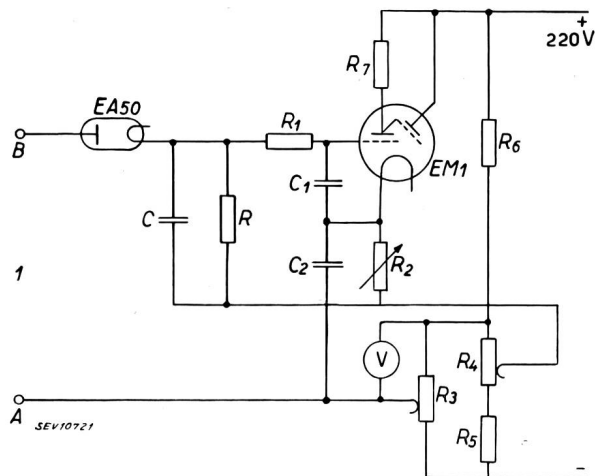 +
220V
R7
EA50
R1
R6
B
EM1
C1
C
R
C2
R2
1
V
R4
R3
A
SEV10721
R5
-